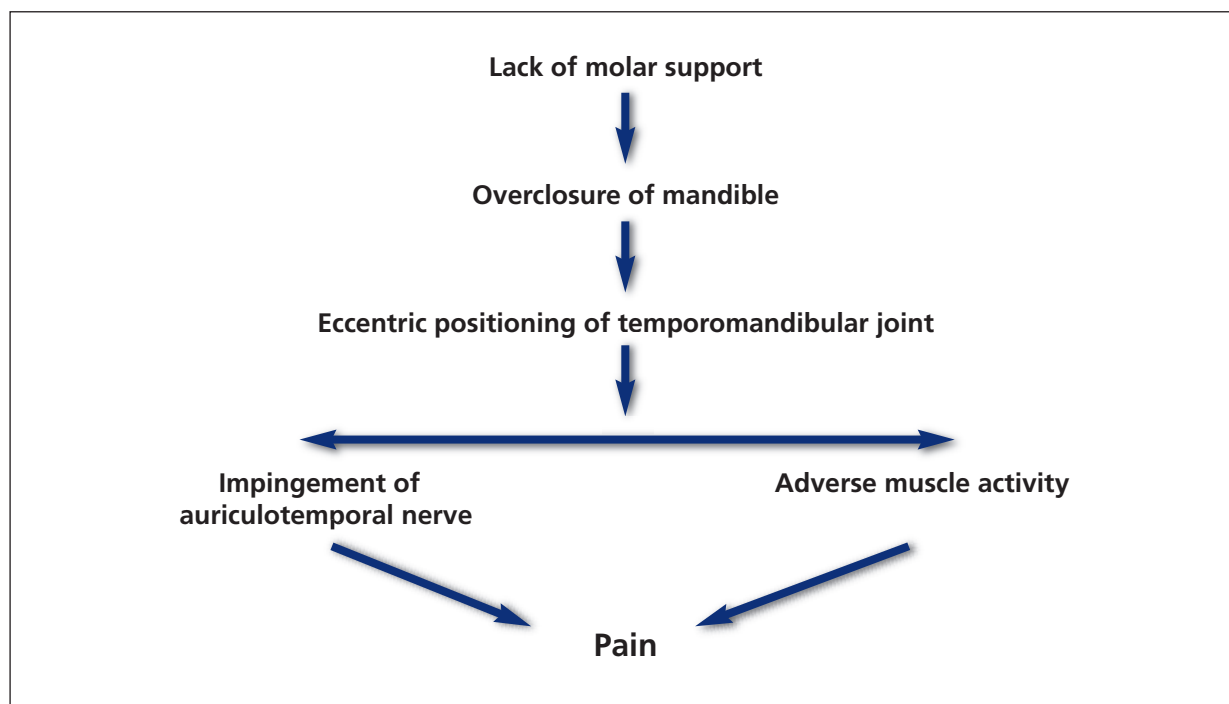 Lack of molar support
Overclosure of mandible
Eccentric positioning of temporomandibular joint
Impingement of
auriculotemporal nerve
Adverse muscle activity
Pain